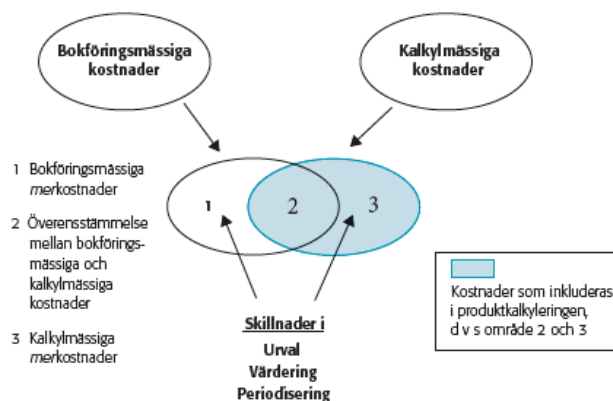 Bokföringsmässiga
kostnader
Kalkylmässiga
kostnader
1 Bokföringsmässiga
merkostnader
2 Överensstämmelse
mellan bokförings-
mässiga och
kalkylmässiga
kostnader
3 Kalkylmässiga
merkostnader
1
2
3
Skillnader i
Urval
Värdering
Periodisering
Kostnader som inkluderas
i produktkalkyleringen,
d v s område 2 och 3